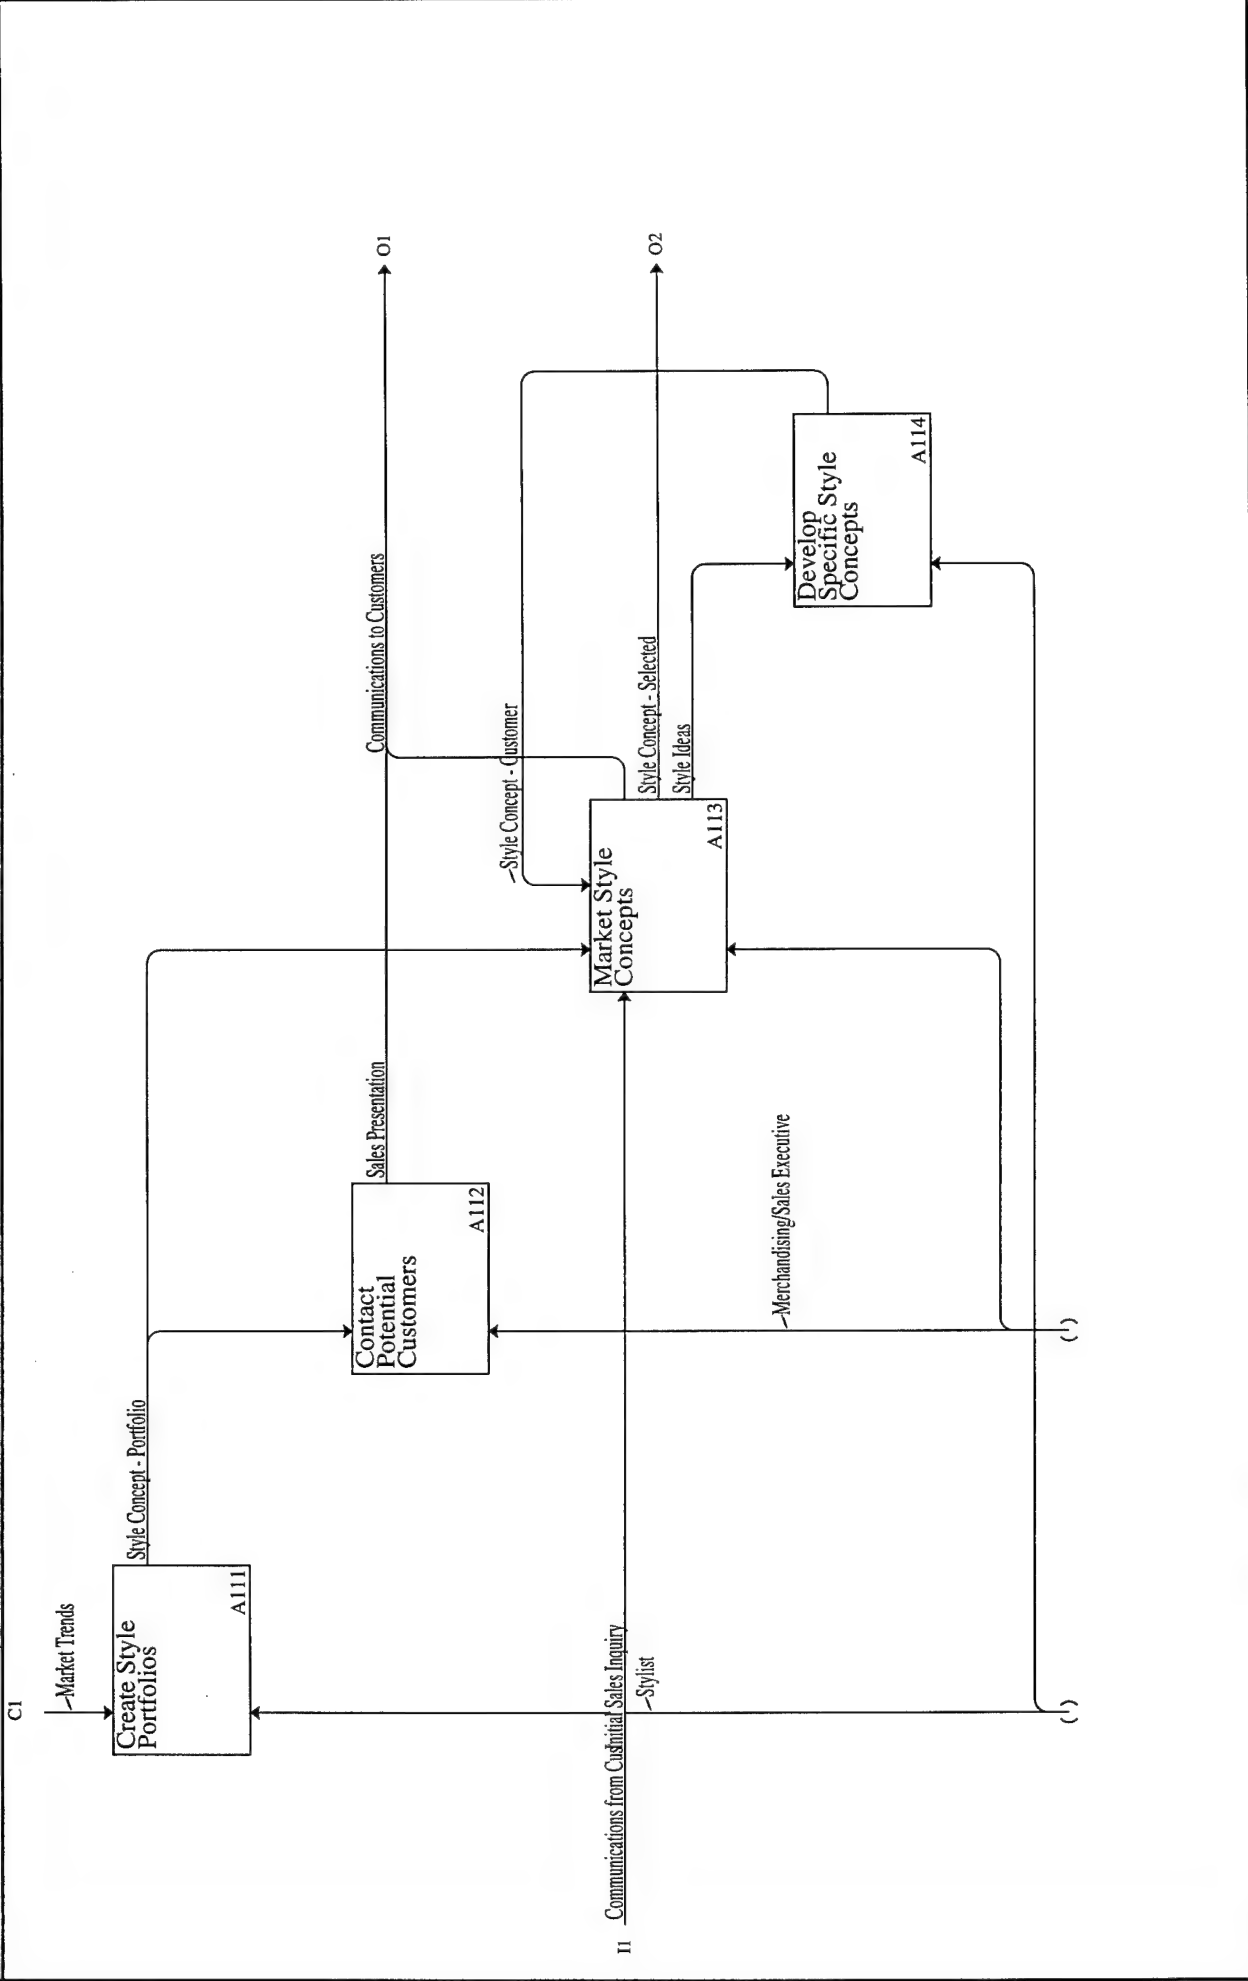 C1
Market Trends
Create Style
Portfolios
A111
Style Concept - Portfolio
Contact
Potential
Customers
A112
Sales Presentation
Communications to Customers
O1
Style Concept - Customer
I1
Communications from Cus
Initial Sales Inquiry
Stylist
Market Style
Concepts
A113
Style Concept - Selected
O2
Style Ideas
Merchandising/Sales Executive
Develop
Specific Style
Concepts
A114
( )
( )